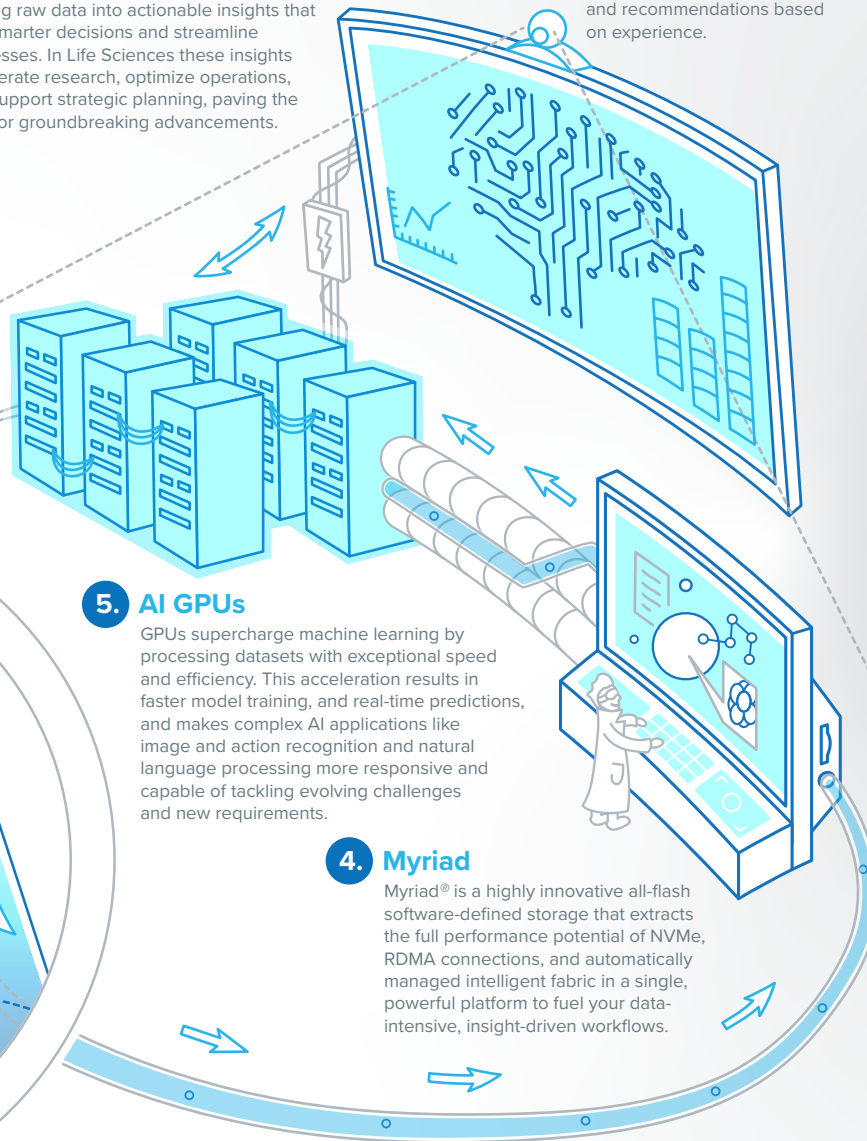 ng raw data into actionable insights that
marter decisions and streamline
esses. In Life Sciences these insights
erate research, optimize operations,
support strategic planning, paving the
or groundbreaking advancements.
and recommendations based
on experience.
5. AI GPUs
GPUs supercharge machine learning by
processing datasets with exceptional speed
and efficiency. This acceleration results in
faster model training, and real-time predictions,
and makes complex AI applications like
image and action recognition and natural
language processing more responsive and
capable of tackling evolving challenges
and new requirements.
4. Myriad
Myriad® is a highly innovative all-flash
software-defined storage that extracts
the full performance potential of NVMe,
RDMA connections, and automatically
managed intelligent fabric in a single,
powerful platform to fuel your data-
intensive, insight-driven workflows.